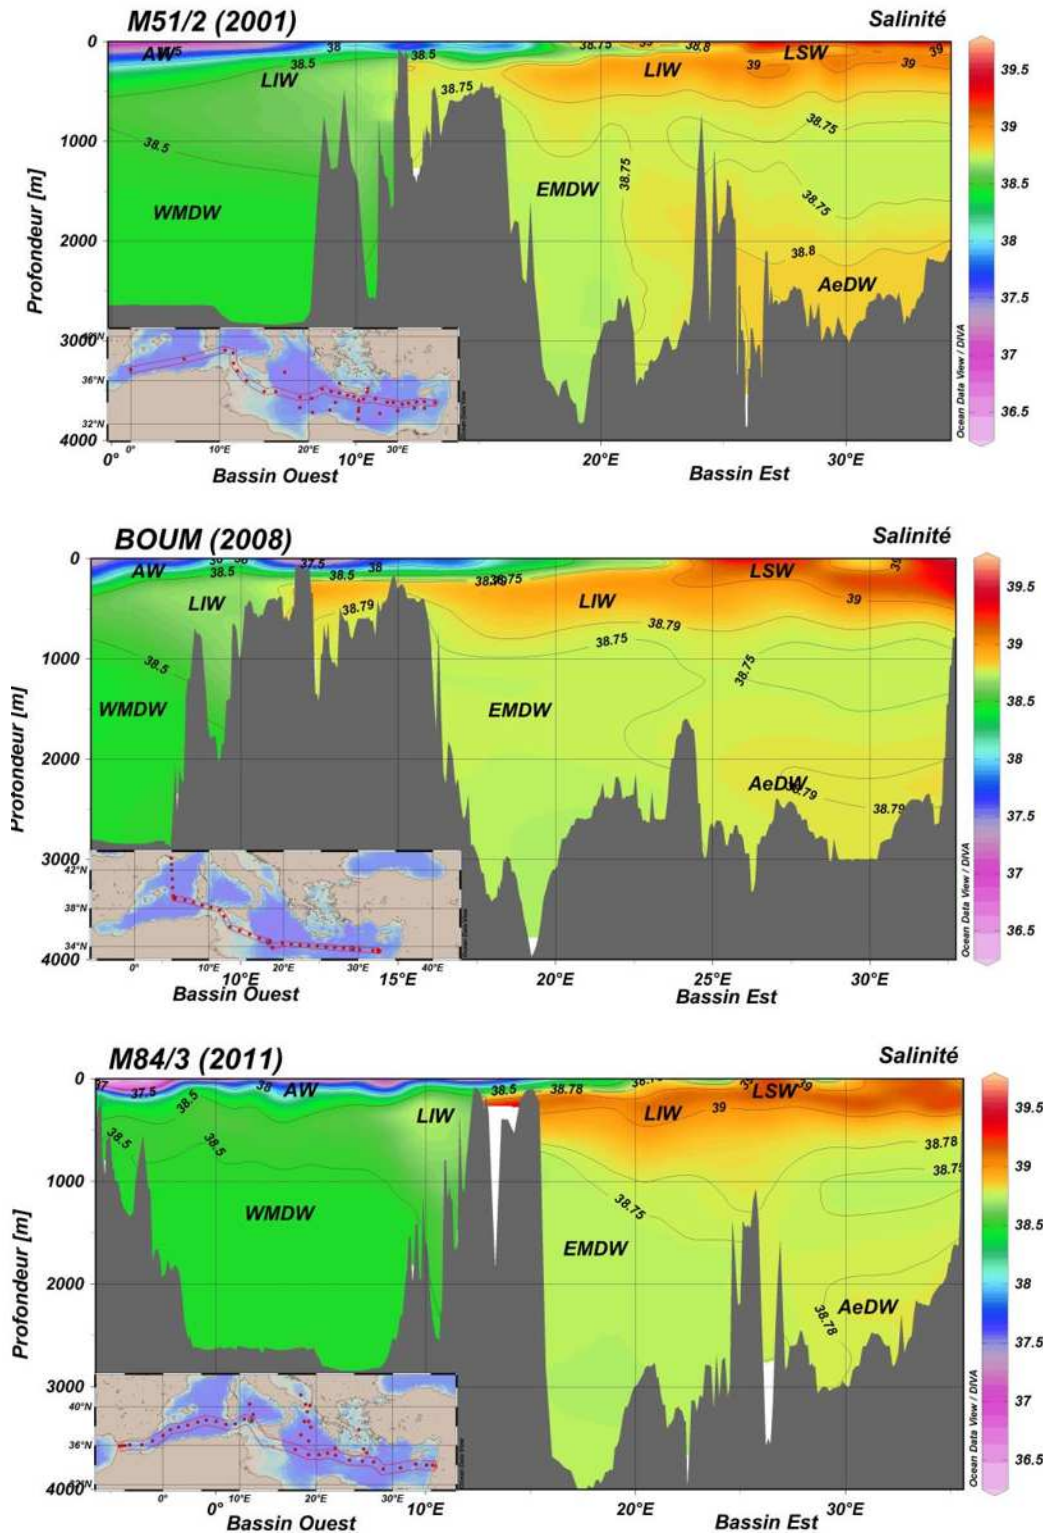 M51/2 (2001)
Salinité
0
1000
2000
3000
4000
Profondeur [m]
AW
38
38.5
38.75
39
38.8
LSW
39
39
LIW
38.5
38.75
LIW
39
38.5
38.75
38.75
EMDW
38.75
WMDW
38.8
AeDW
39.5
39
38.5
38
37.5
37
36.5
Ocean Data View / DIVA
36°N
32°N
0°
10°E
20°E
30°E
0°
10°E
20°E
30°E
Bassin Ouest
Bassin Est
BOUM (2008)
Salinité
0
1000
2000
3000
4000
Profondeur [m]
AW
38.5
37.5
38
38.5
38.75
LSW
39
LIW
38.79
LIW
39
38.79
38.75
38.5
38.75
WMDW
EMDW
AeDW
38.79
38.79
39.5
39
38.5
38
37.5
37
36.5
Ocean Data View / DIVA
42°N
38°N
34°N
0°
10°E
20°E
30°E
40°E
10°E
15°E
20°E
25°E
30°E
Bassin Ouest
Bassin Est
M84/3 (2011)
Salinité
0
1000
2000
3000
4000
Profondeur [m]
37
37.5
38
AW
38.5
38.78
39
LSW
39
38.5
LIW
LIW
39
38.5
38.5
38.78
38.75
WMDW
EMDW
38.78
AeDW
39.5
39
38.5
38
37.5
37
36.5
Ocean Data View / DIVA
40°N
36°N
0°
10°E
20°E
30°E
0°
10°E
20°E
30°E
Bassin Ouest
Bassin Est